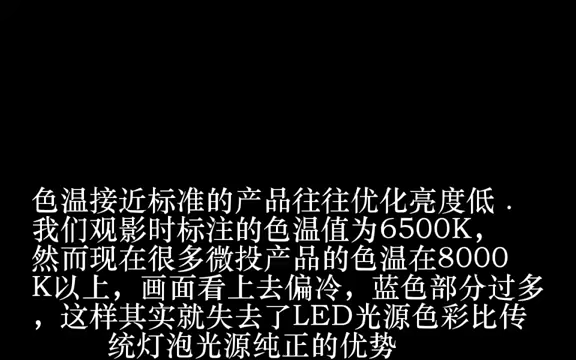 色温接近标准的产品往往优化亮度低．
我们观影时标注的色温值为6500K，
然而现在很多微投产品的色温在8000
K以上，画面看上去偏冷，蓝色部分过多
，这样其实就失去了LED光源色彩比传
统灯泡光源纯正的优势